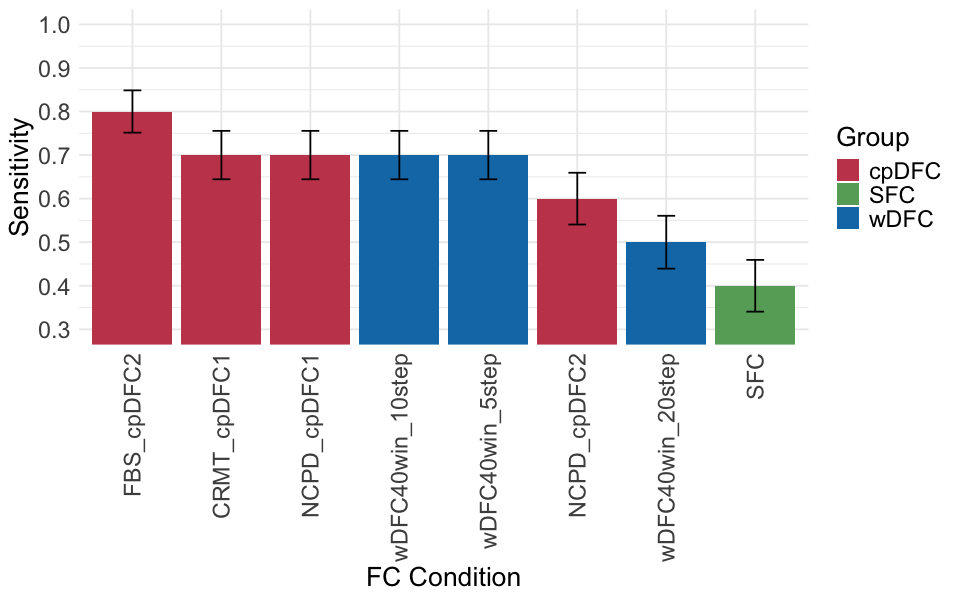 1.0
0.9
0.8
0.7
0.6
0.5
0.4
0.3
Sensitivity
FBS_cpDFC2
CRMT_cpDFC1
NCPD_cpDFC1
wDFC40win_10step
wDFC40win_5step
NCPD_cpDFC2
wDFC40win_20step
SFC
FC Condition
Group
cpDFC
SFC
wDFC